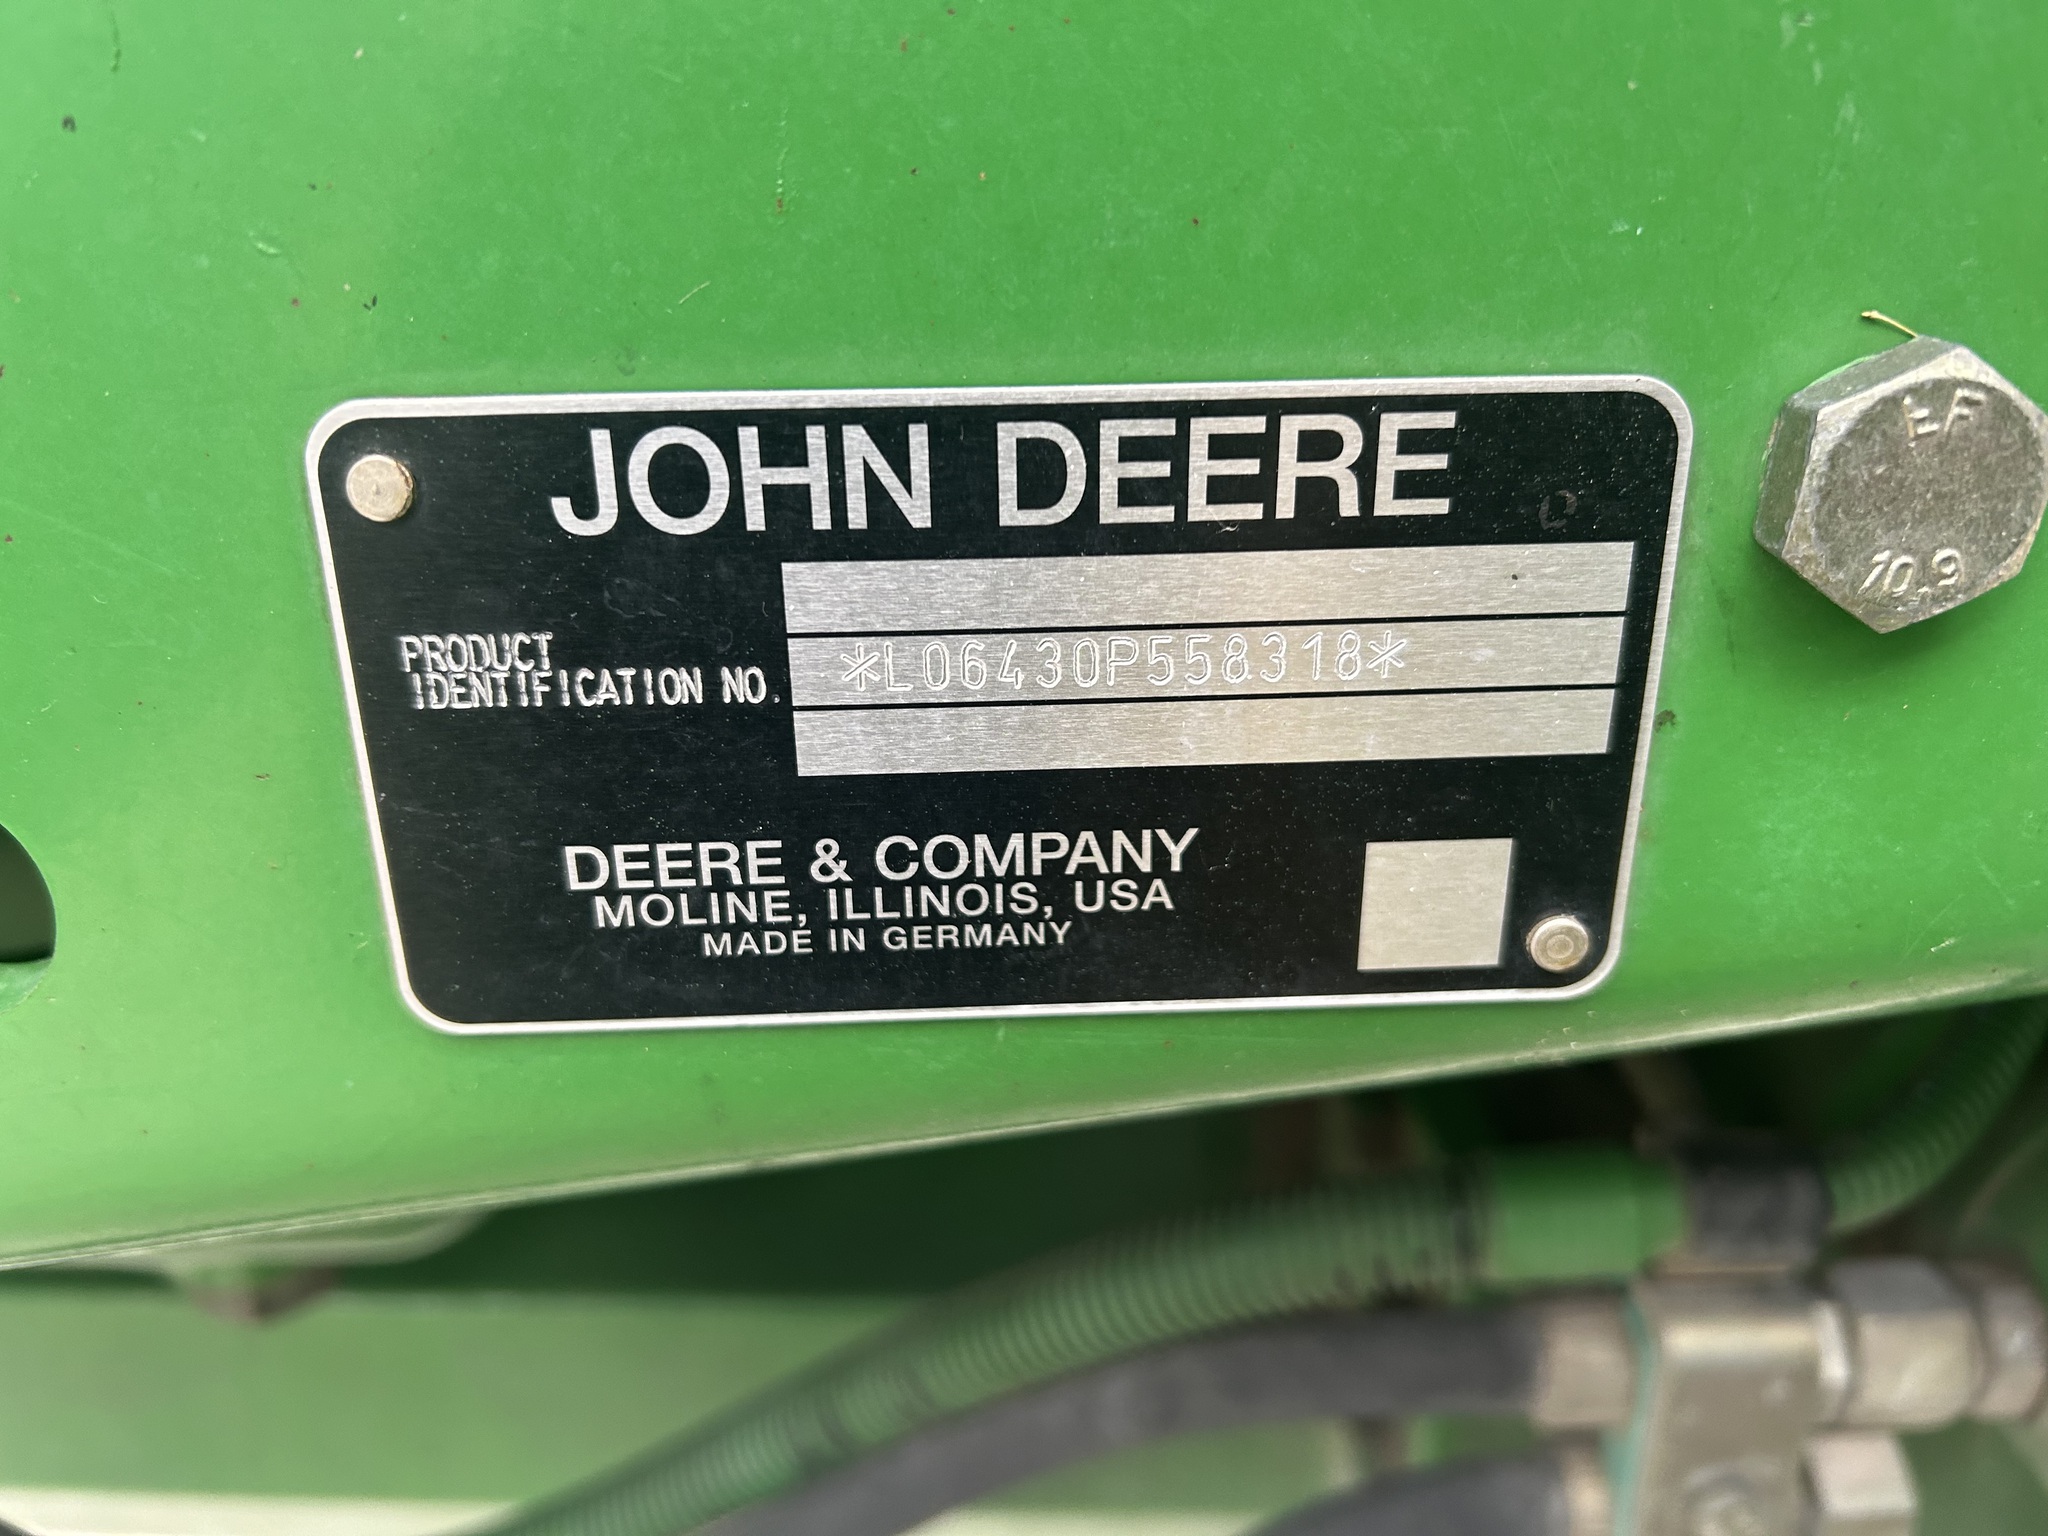 JOHN DEERE
PRODUCT
IDENTIFICATION NO.
*L06430P558318*
DEERE & COMPANY
MOLINE, ILLINOIS, USA
MADE IN GERMANY
10.9